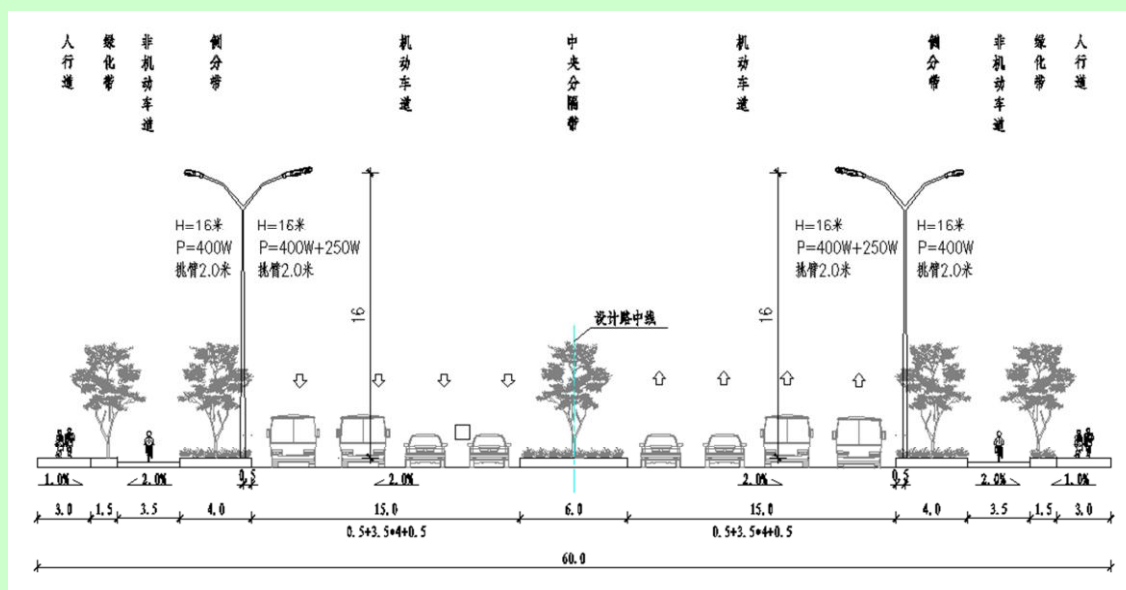 人行道
绿化带
非机动车道
侧分带
机动车道
中央分隔带
机动车道
侧分带
非机动车道
绿化带
人行道
H=16米
P=400W
挑臂2.0米
H=16米
P=400W+250W
挑臂2.0米
16
设计路中线
16
H=16米
P=400W+250W
挑臂2.0米
H=16米
P=400W
挑臂2.0米
1.0% 2.0% 0.5 2.0% 2.0% 0.5 2.0% 1.0%
3.0 1.5 3.5 4.0 15.0 6.0 15.0 4.0 3.5 1.5 3.0
0.5+3.5*4+0.5 0.5+3.5*4+0.5
60.0